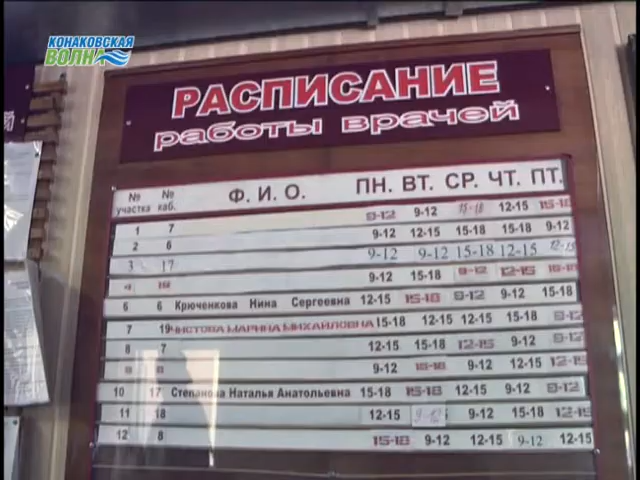 КОНАКОВСКАЯ
ВОЛНА
РАСПИСАНИЕ
работы врачей
№ участка № каб. Ф. И. О. ПН. ВТ. СР. ЧТ. ПТ.
1 7 9-12 9-12 15-18 12-15 15-18
2 6 9-12 12-15 15-18 15-18 9-12
3 17 9-12 9-12 15-18 12-15 12-15
4 18 9-12 15-18 9-12 12-15 15-18
6 6 Крюченкова Нина Сергеевна 12-15 15-18 9-12 9-12 15-18
7 19 ЧИСТОВА МАРИНА МИХАЙЛОВНА 15-18 12-15 12-15 15-18 9-12
8 7 12-15 15-18 12-15 9-12 9-12
9 8 9-12 15-18 9-12 12-15 12-15
10 17 Степанова Наталья Анатольевна 15-18 15-18 12-15 9-12 9-12
11 18 12-15 9-12 9-12 15-18 12-15
12 8 15-18 9-12 12-15 9-12 12-15